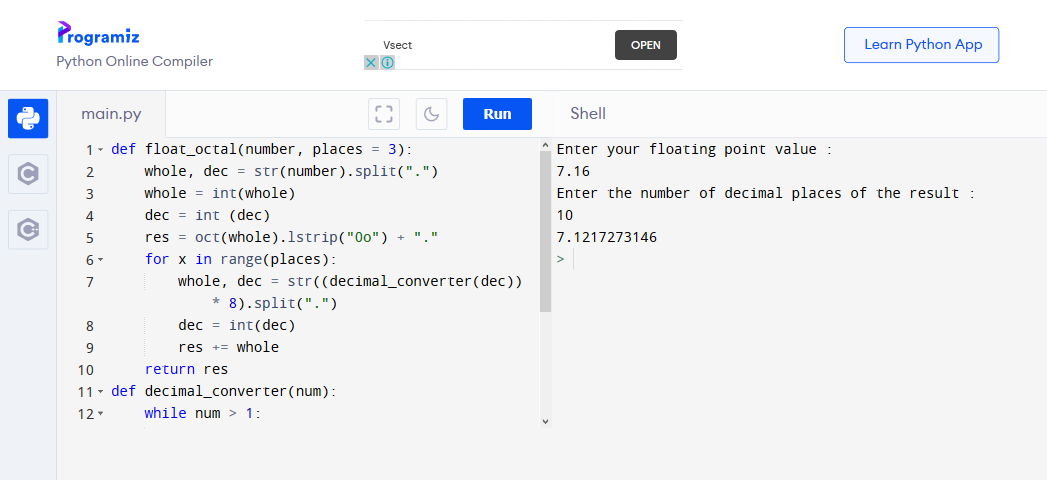 Programiz
Python Online Compiler
Vsect
OPEN
Learn Python App
main.py
Run
Shell
1 def float_octal(number, places = 3):
2 whole, dec = str(number).split(".")
3 whole = int(whole)
4 dec = int (dec)
5 res = oct(whole).lstrip("0o") + "."
6 for x in range(places):
7 whole, dec = str((decimal_converter(dec))
* 8).split(".")
8 dec = int(dec)
9 res += whole
10 return res
11 def decimal_converter(num):
12 while num > 1:
Enter your floating point value :
7.16
Enter the number of decimal places of the result :
10
7.1217273146
>